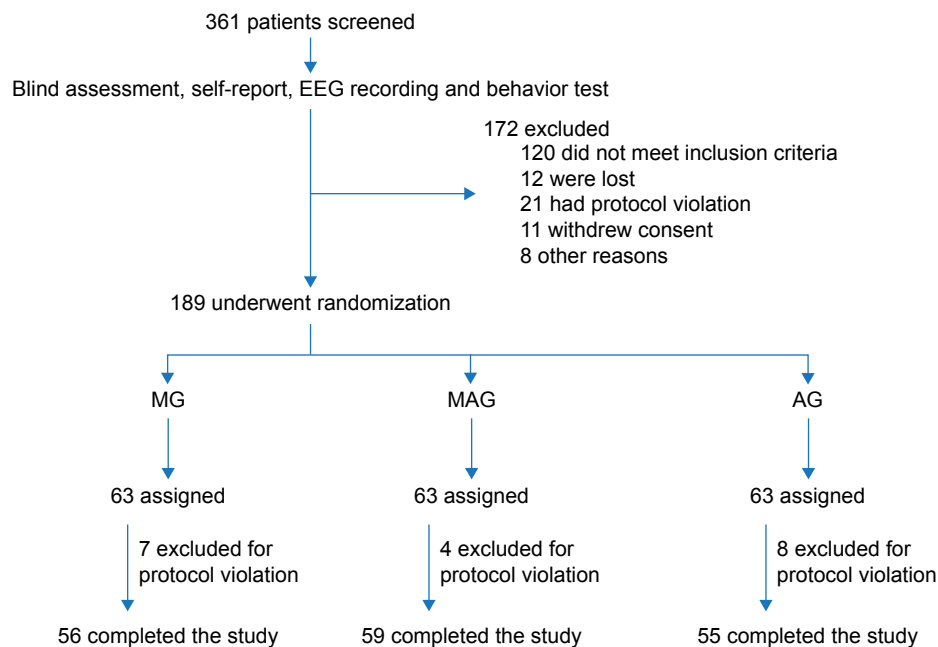 361 patients screened
Blind assessment, self-report, EEG recording and behavior test
172 excluded
120 did not meet inclusion criteria
12 were lost
21 had protocol violation
11 withdrew consent
8 other reasons
189 underwent randomization
MG
MAG
AG
63 assigned
63 assigned
63 assigned
7 excluded for
protocol violation
4 excluded for
protocol violation
8 excluded for
protocol violation
56 completed the study
59 completed the study
55 completed the study